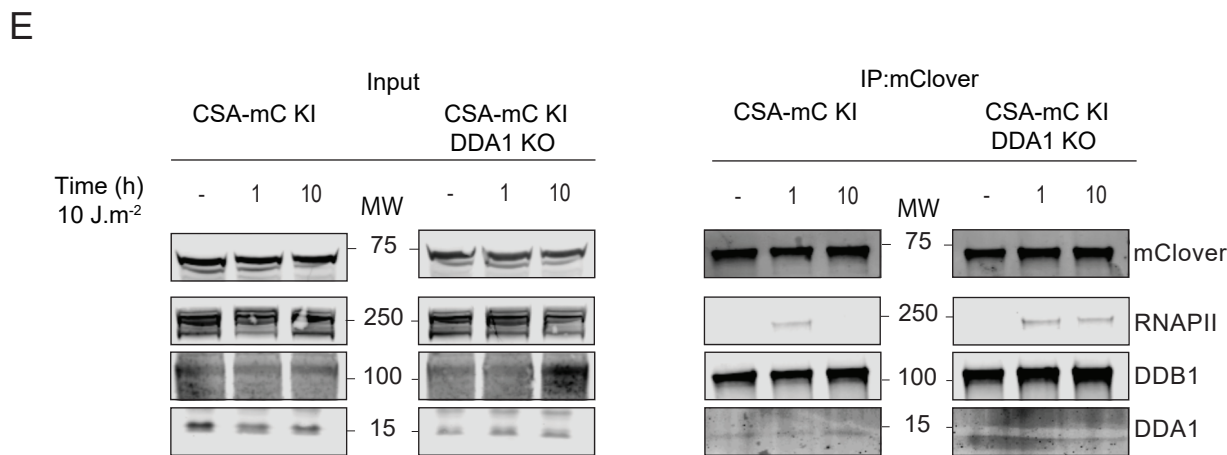 E
Input
CSA-mC KI
CSA-mC KI
DDA1 KO
Time (h)
10 J.m-2
- 1 10
MW
- 1 10
75
250
100
15
IP:mClover
CSA-mC KI
CSA-mC KI
DDA1 KO
- 1 10
MW
- 1 10
75
mClover
250
RNAPII
100
DDB1
15
DDA1